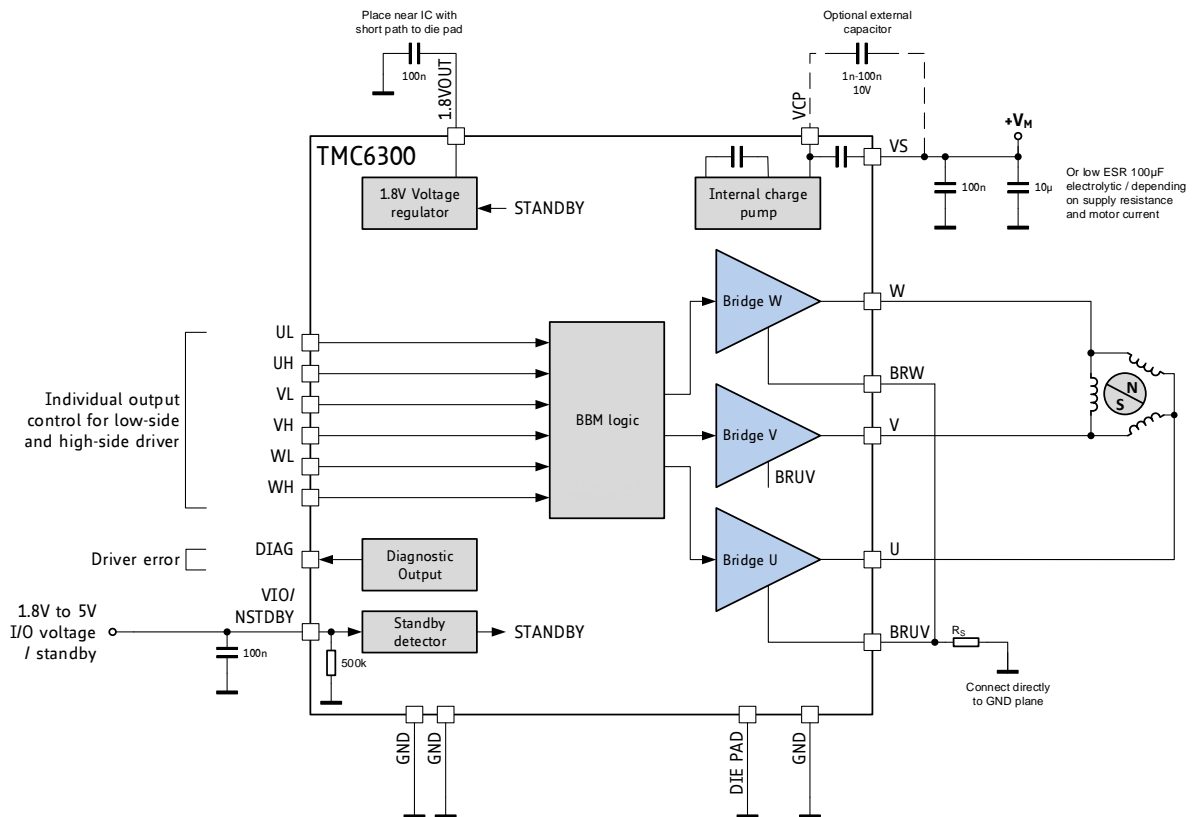 Place near IC with
short path to die pad
100n
1.8VOUT
Optional external
capacitor
1n-100n
10V
VCP
+VM
VS
TMC6300
1.8V Voltage
regulator
STANDBY
Internal charge
pump
100n
10µ
Or low ESR 100µF
electrolytic / depending
on supply resistance
and motor current
Individual output
control for low-side
and high-side driver
UL
UH
VL
VH
WL
WH
BBM logic
Bridge W
W
BRW
Bridge V
V
BRUV
Bridge U
U
BRUV
N
S
RS
Connect directly
to GND plane
Driver error
DIAG
Diagnostic
Output
1.8V to 5V
I/O voltage
/ standby
VIO/
NSTDBY
100n
Standby
detector
STANDBY
500k
GND
GND
DIE PAD
GND